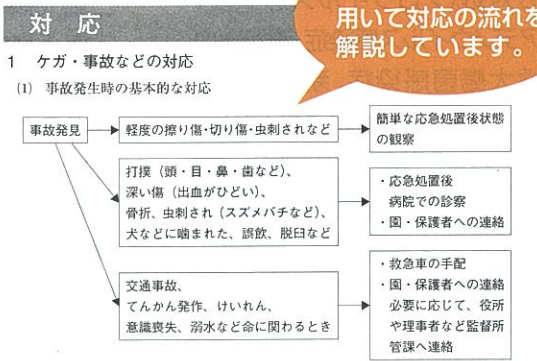 対応
用いて対応の流れを
解説しています。
1 ケガ・事故などの対応
(1) 事故発生時の基本的な対応
事故発見
軽度の擦り傷・切り傷・虫刺されなど
簡単な応急処置後状態
の観察
打撲（頭・目・鼻・歯など）、
深い傷（出血がひどい）、
骨折、虫刺され（スズメバチなど）、
犬などに噛まれた、誤飲、脱臼など
・応急処置後
病院での診察
・園・保護者への連絡
交通事故、
てんかん発作、けいれん、
意識喪失、溺水など命に関わるとき
・救急車の手配
・園・保護者への連絡
必要に応じて、役所
や理事者など監督所
管課へ連絡